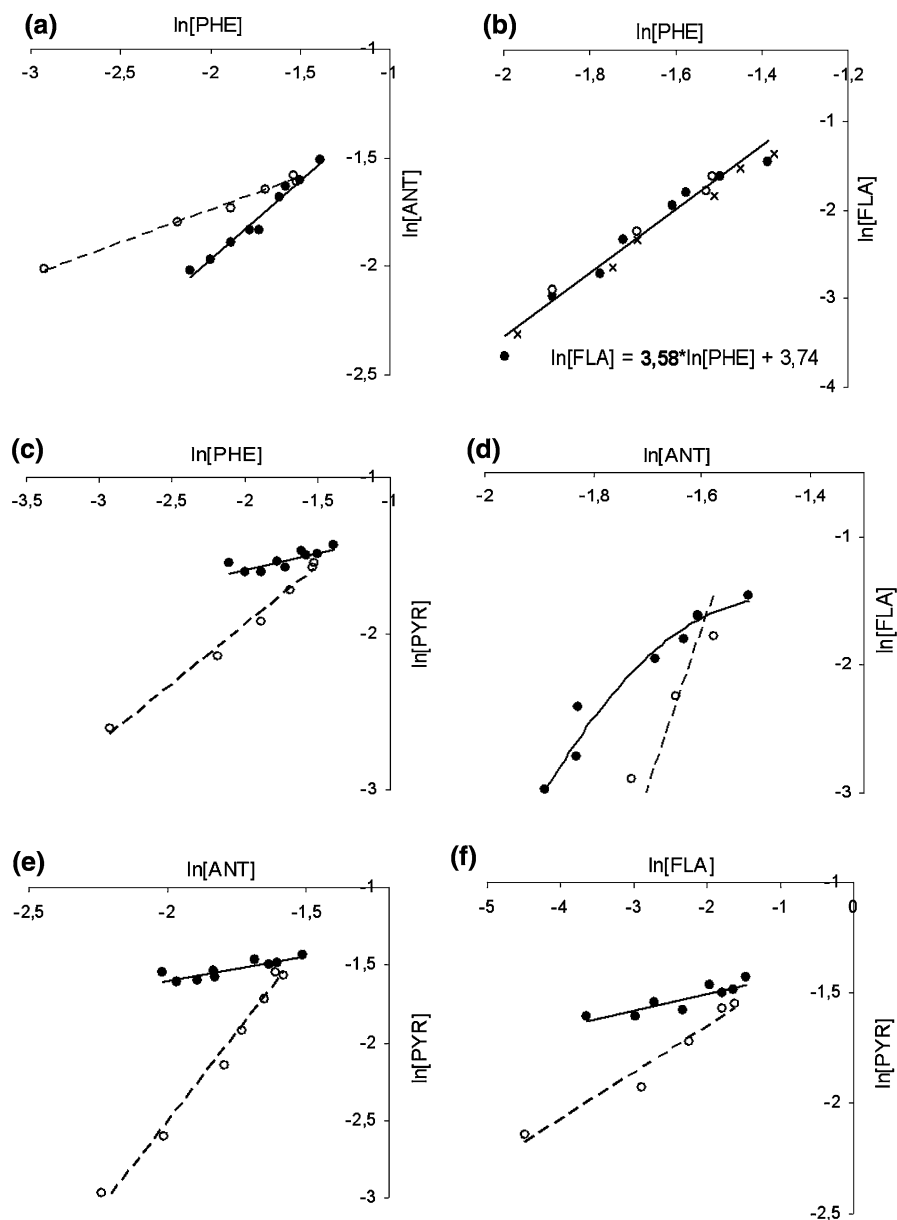 (a)
ln[PHE]
-3 -2,5 -2 -1,5 -1
-1
-1,5
-2
-2,5
ln[ANT]
(b)
ln[PHE]
-2 -1,8 -1,6 -1,4 -1,2
-1
-2
-3
-4
ln[FLA]
ln[FLA] = 3,58*ln[PHE] + 3,74
(c)
ln[PHE]
-3,5 -3 -2,5 -2 -1,5 -1
-1
-2
-3
ln[PYR]
(d)
ln[ANT]
-2 -1,8 -1,6 -1,4
-1
-2
-3
ln[FLA]
(e)
ln[ANT]
-2,5 -2 -1,5
-1
-1,5
-2
-2,5
-3
ln[PYR]
(f)
ln[FLA]
-5 -4 -3 -2 -1 0
-1
-1,5
-2
-2,5
ln[PYR]